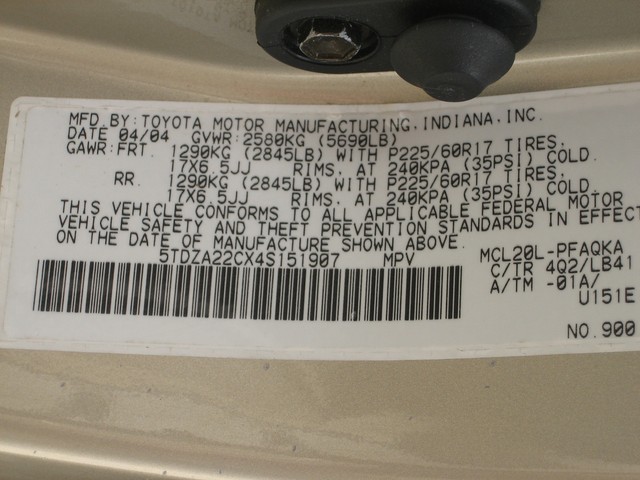 MFD.BY:TOYOTA MOTOR MANUFACTURING,INDIANA,INC.
DATE 04/04 GVWR:2580KG (5690LB)
GAWR:FRT. 1290KG (2845LB) WITH P225/60R17 TIRES,
17X6.5JJ RIMS, AT 240KPA (35PSI) COLD.
RR. 1290KG (2845LB) WITH P225/60R17 TIRES,
17X6.5JJ RIMS, AT 240KPA (35PSI) COLD.
THIS VEHICLE CONFORMS TO ALL APPLICABLE FEDERAL MOTOR
VEHICLE SAFETY AND THEFT PREVENTION STANDARDS IN EFFECT
ON THE DATE OF MANUFACTURE SHOWN ABOVE.
5TDZA22CX4S151907 MPV MCL20L-PFAQKA
C/TR 4Q2/LB41
A/TM -01A/
U151E
NO.900